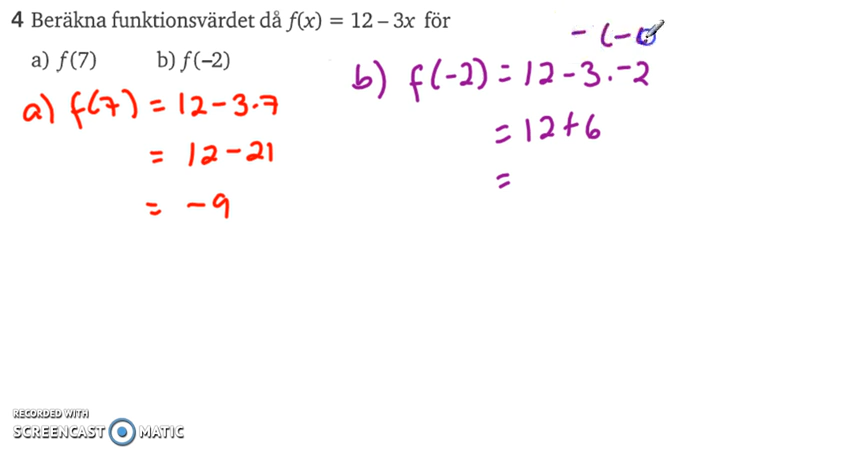 4 Beräkna funktionsvärdet då f(x) = 12 – 3x för
a) f(7) b) f(–2)
a) f(7) = 12 - 3·7
= 12 - 21
= -9
- (-6
b) f(-2) = 12 - 3·-2
= 12 + 6
=
RECORDED WITH
SCREENCAST MATIC